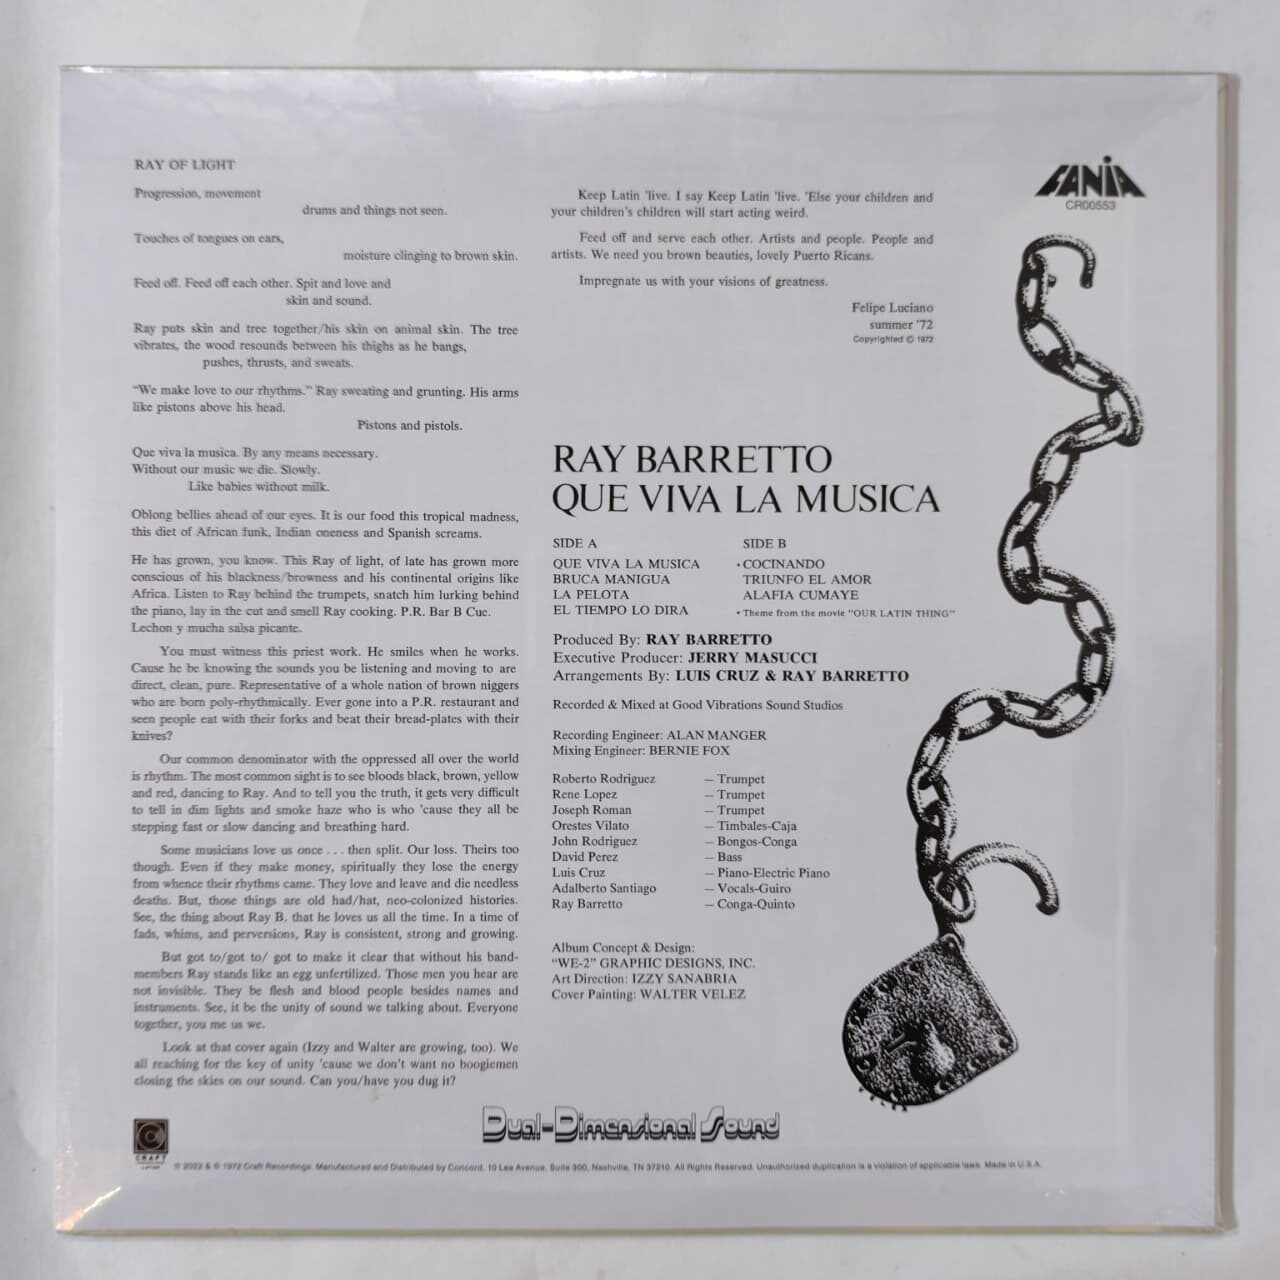 RAY OF LIGHT
Progression, movement
drums and things not seen.
Touches of tongues on ears,
moisture clinging to brown skin.
Feed off. Feed off each other. Spit and love and
skin and sound.
Ray puts skin and tree together/his skin on animal skin. The tree
vibrates, the wood resounds between his thighs as he bangs,
pushes, thrusts, and sweats.
"We make love to our rhythms." Ray sweating and grunting. His arms
like pistons above his head.
Pistons and pistols.
Que viva la musica. By any means necessary.
Without our music we die. Slowly.
Like babies without milk.
Oblong bellies ahead of our eyes. It is our food this tropical madness,
this diet of African funk, Indian oneness and Spanish screams.
He has grown, you know. This Ray of light, of late has grown more
conscious of his blackness/browness and his continental origins like
Africa. Listen to Ray behind the trumpets, snatch him lurking behind
the piano, lay in the cut and smell Ray cooking. P.R. Bar B Cue.
Lechon y mucha salsa picante.
You must witness this priest work. He smiles when he works.
Cause he be knowing the sounds you be listening and moving to are
direct, clean, pure. Representative of a whole nation of brown niggers
who are born poly-rhythmically. Ever gone into a P.R. restaurant and
seen people eat with their forks and beat their bread-plates with their
knives?
Our common denominator with the oppressed all over the world
is rhythm. The most common sight is to see bloods black, brown, yellow
and red, dancing to Ray. And to tell you the truth, it gets very difficult
to tell in dim lights and smoke haze who is who 'cause they all be
stepping fast or slow dancing and breathing hard.
Some musicians love us once . . . then split. Our loss. Theirs too
though. Even if they make money, spiritually they lose the energy
from whence their rhythms came. They love and leave and die needless
deaths. But, those things are old had/hat, neo-colonized histories.
See, the thing about Ray B. that he loves us all the time. In a time of
fads, whims, and perversions, Ray is consistent, strong and growing.
But got to/got to/ got to make it clear that without his band-
members Ray stands like an egg unfertilized. Those men you hear are
not invisible. They be flesh and blood people besides names and
instruments. See, it be the unity of sound we talking about. Everyone
together, you me us we.
Look at that cover again (Izzy and Walter are growing, too). We
all reaching for the key of unity 'cause we don't want no boogiemen
closing the skies on our sound. Can you/have you dug it?
Keep Latin 'live. I say Keep Latin 'live. 'Else your children and
your children's children will start acting weird.
Feed off and serve each other. Artists and people. People and
artists. We need you brown beauties, lovely Puerto Ricans.
Impregnate us with your visions of greatness.
Felipe Luciano
summer '72
Copyrighted © 1972
FANIA
CR00553
RAY BARRETTO
QUE VIVA LA MUSICA
SIDE A
QUE VIVA LA MUSICA
BRUCA MANIGUA
LA PELOTA
EL TIEMPO LO DIRA
SIDE B
• COCINANDO
TRIUNFO EL AMOR
ALAFIA CUMAYE
• Theme from the movie "OUR LATIN THING"
Produced By: RAY BARRETTO
Executive Producer: JERRY MASUCCI
Arrangements By: LUIS CRUZ & RAY BARRETTO
Recorded & Mixed at Good Vibrations Sound Studios
Recording Engineer: ALAN MANGER
Mixing Engineer: BERNIE FOX
Roberto Rodriguez — Trumpet
Rene Lopez — Trumpet
Joseph Roman — Trumpet
Orestes Vilato — Timbales-Caja
John Rodriguez — Bongos-Conga
David Perez — Bass
Luis Cruz — Piano-Electric Piano
Adalberto Santiago — Vocals-Guiro
Ray Barretto — Conga-Quinto
Album Concept & Design:
"WE-2" GRAPHIC DESIGNS, INC.
Art Direction: IZZY SANABRIA
Cover Painting: WALTER VELEZ
Dual-Dimensional Sound
CRAFT
℗ 2022 & © 1972 Craft Recordings. Manufactured and Distributed by Concord, 10 Lea Avenue, Suite 300, Nashville, TN 37210. All Rights Reserved. Unauthorized duplication is a violation of applicable laws. Made in U.S.A.